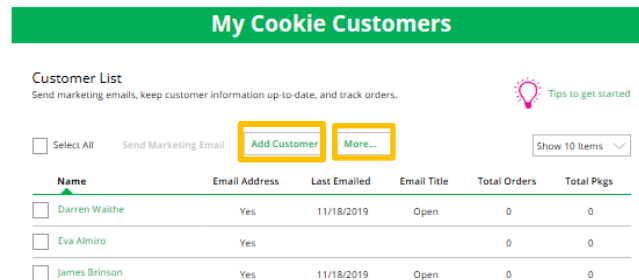 My Cookie Customers
Customer List
Send marketing emails, keep customer information up-to-date, and track orders.
Tips to get started
Select All Send Marketing Email Add Customer More... Show 10 Items
Name Email Address Last Emailed Email Title Total Orders Total Pkgs
Darren Waithe Yes 11/18/2019 Open 0 0
Eva Almiro Yes 0 0
James Brinson Yes 11/18/2019 Open 0 0